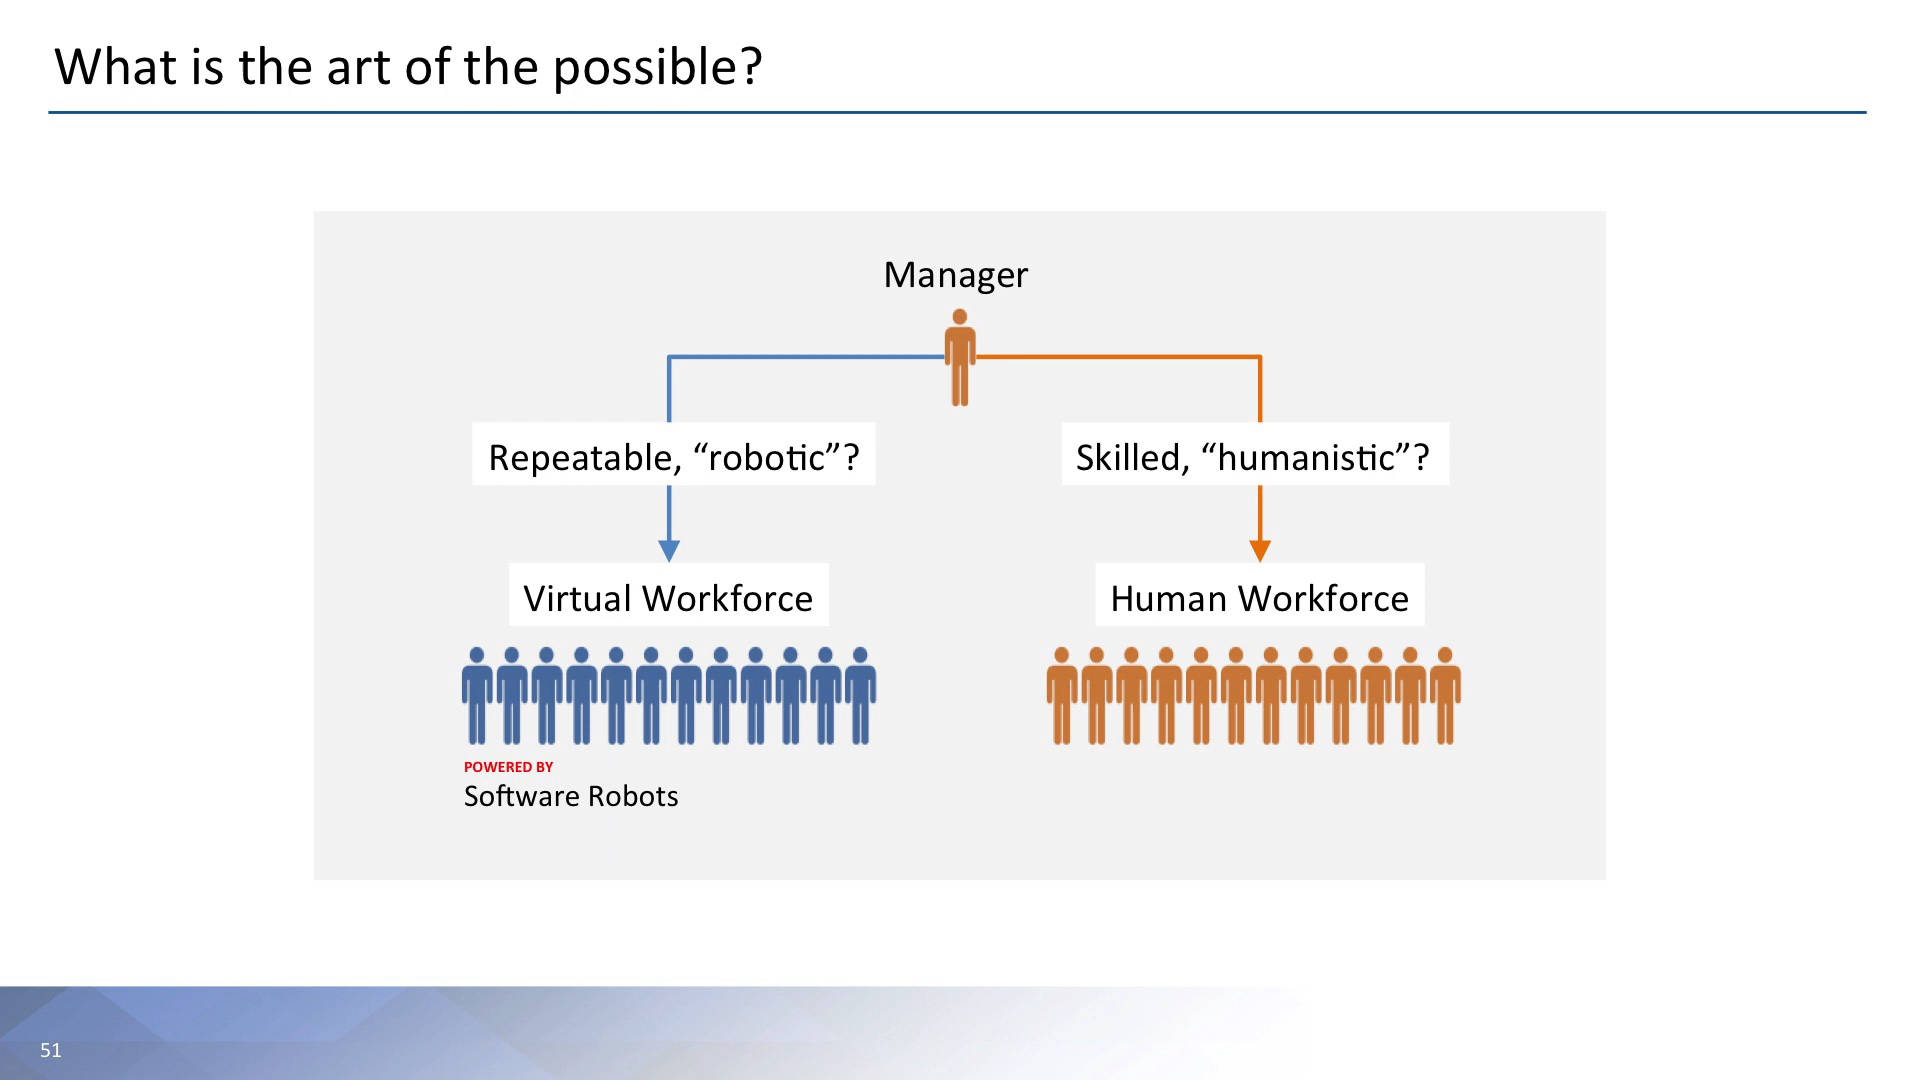 What is the art of the possible?
Manager
Repeatable, “robotic”?
Skilled, “humanistic”?
Virtual Workforce
Human Workforce
POWERED BY
Software Robots
51